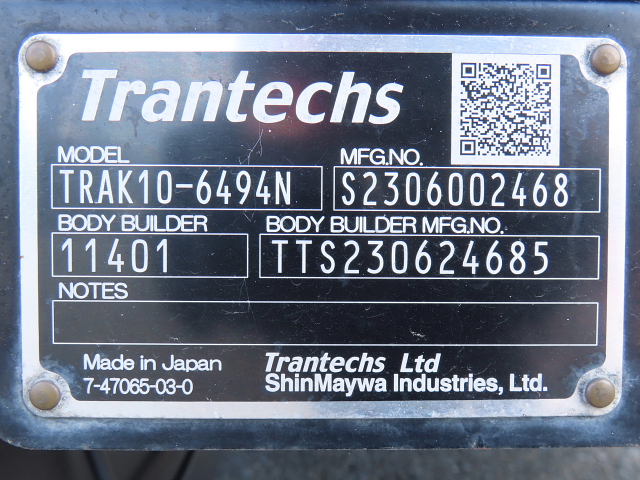 Trantechs
MODEL MFG.NO.
TRAK10-6494N S2306002468
BODY BUILDER BODY BUILDER MFG.NO.
11401 TTS230624685
NOTES
Made in Japan Trantechs Ltd
7-47065-03-0 ShinMaywa Industries, Ltd.